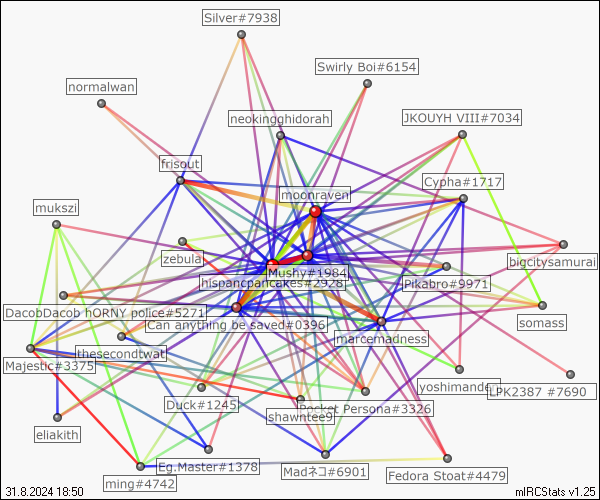 Silver#7938
Swirly Boi#6154
normalwan
neokingghidorah
JKOUYH VIII#7034
frisout
Cypha#1717
moonraven
mukszi
zebula
Mushy#1984
bigcitysamurai
hispancpancakes#2928
Pikabro#9971
DacobDacob hORNY police#5271
somass
Can anything be saved#0396
marcemadness
thesecondtwat
Majestic#3375
yoshimande
LPK2387 #7690
Duck#1245
Pocket Persona#3326
shawntee9
eliakith
Eg.Master#1378
Madネコ#6901
Fedora Stoat#4479
ming#4742
31.8.2024 18:50
mIRCStats v1.25